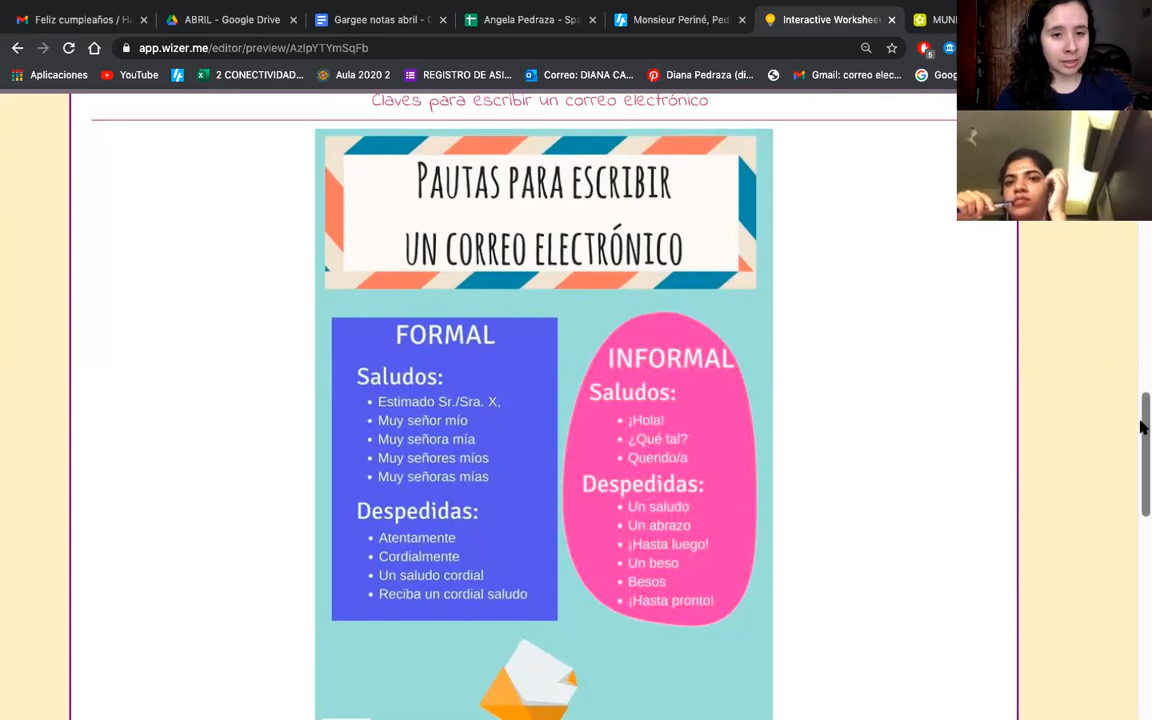 Feliz cumpleaños / Ha
ABRIL - Google Drive
Gargee notas abril -
Angela Pedraza - Spa
Monsieur Periné, Ped
Interactive Workshee
MUN
app.wizer.me/editor/preview/AzlpYTYmSqFb
5
Aplicaciones
YouTube
2 CONECTIVIDAD...
Aula 2020 2
REGISTRO DE ASI...
Correo: DIANA CA...
Diana Pedraza (di...
Gmail: correo elec...
Goog
Claves para escribir un correo electrónico
PAUTAS PARA ESCRIBIR
UN CORREO ELECTRÓNICO
FORMAL
Saludos:
• Estimado Sr./Sra. X,
• Muy señor mío
• Muy señora mía
• Muy señores míos
• Muy señoras mías
Despedidas:
• Atentamente
• Cordialmente
• Un saludo cordial
• Reciba un cordial saludo
INFORMAL
Saludos:
• ¡Hola!
• ¿Qué tal?
• Querido/a
Despedidas:
• Un saludo
• Un abrazo
• ¡Hasta luego!
• Un beso
• Besos
• ¡Hasta pronto!